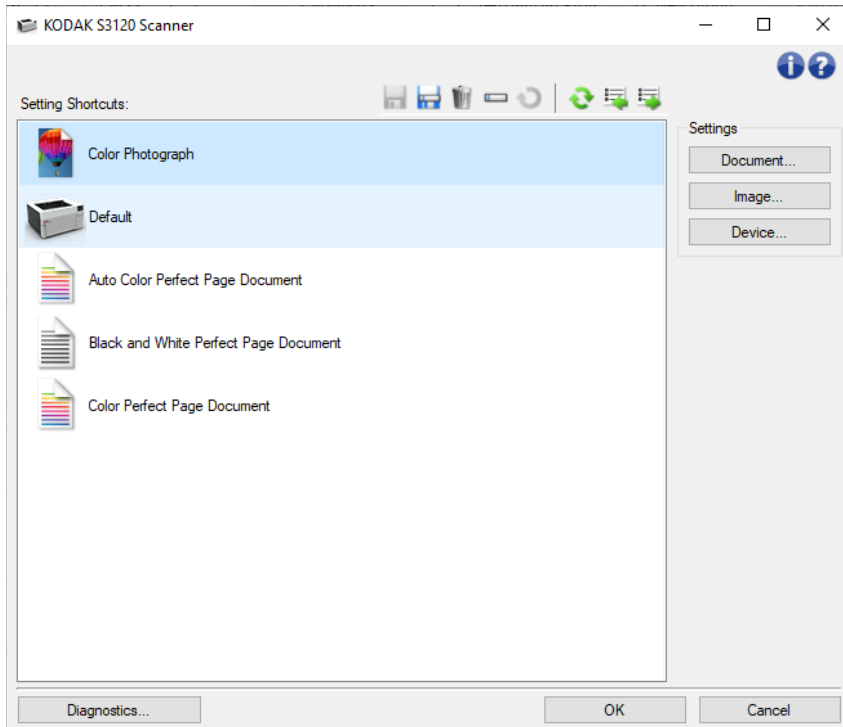 KODAK S3120 Scanner
Setting Shortcuts:
Color Photograph
Default
Auto Color Perfect Page Document
Black and White Perfect Page Document
Color Perfect Page Document
Settings
Document...
Image...
Device...
Diagnostics...
OK
Cancel